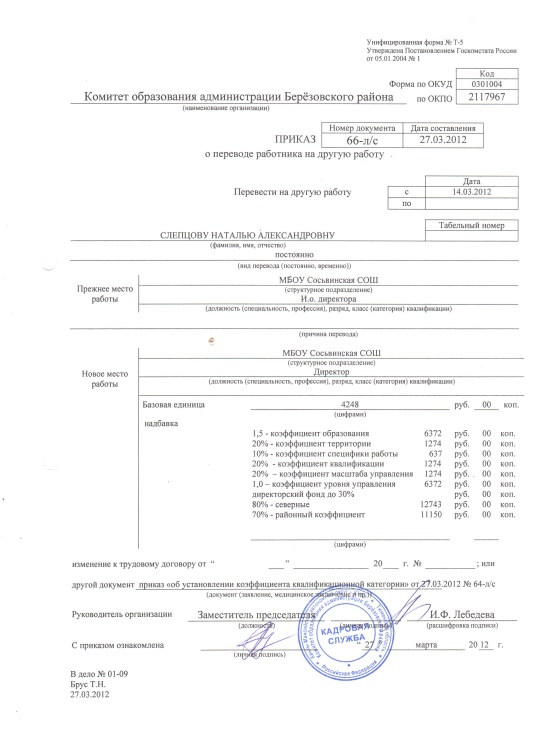 Унифицированная форма № Т-5
Утверждена Постановлением Госкомстата России
от 05.01.2004 № 1
Код
Форма по ОКУД 0301004
Комитет образования администрации Берёзовского района по ОКПО 2117967
(наименование организации)
Номер документа Дата составления
ПРИКАЗ 66-л/с 27.03.2012
о переводе работника на другую работу
Дата
Перевести на другую работу с 14.03.2012
по
Табельный номер
СЛЕПЦОВУ НАТАЛЬЮ АЛЕКСАНДРОВНУ
(фамилия, имя, отчество)
постоянно
(вид перевода (постоянно, временно))
Прежнее место работы
МБОУ Сосьвинская СОШ
(структурное подразделение)
И.о. директора
(должность (специальность, профессия), разряд, класс (категория) квалификации)
(причина перевода)
Новое место работы
МБОУ Сосьвинская СОШ
(структурное подразделение)
Директор
(должность (специальность, профессия), разряд, класс (категория) квалификации)
Базовая единица 4248 руб. 00 коп.
(цифрами)
надбавка
1,5 - коэффициент образования 6372 руб. 00 коп.
20% - коэффициент территории 1274 руб. 00 коп.
10% - коэффициент специфики работы 637 руб. 00 коп.
20% - коэффициент квалификации 1274 руб. 00 коп.
20% – коэффициент масштаба управления 1274 руб. 00 коп.
1,0 – коэффициент уровня управления 6372 руб. 00 коп.
директорский фонд до 30% руб. 00 коп.
80% - северные 12743 руб. 00 коп.
70% - районный коэффициент 11150 руб. 00 коп.
(цифрами)
изменение к трудовому договору от “ ” 20 г. № ; или
другой документ приказ «об установлении коэффициента квалификационной категории» от 27.03.2012 № 64-л/с
(документ (заявление, медицинское заключение и пр.))
Руководитель организации Заместитель председателя И.Ф. Лебедева
(должность) (личная подпись) (расшифровка подписи)
КАДРОВАЯ СЛУЖБА
Российская Федерация
С приказом ознакомлена “ 27 марта 20 12 г.
(личная подпись)
В дело № 01-09
Брус Т.Н.
27.03.2012